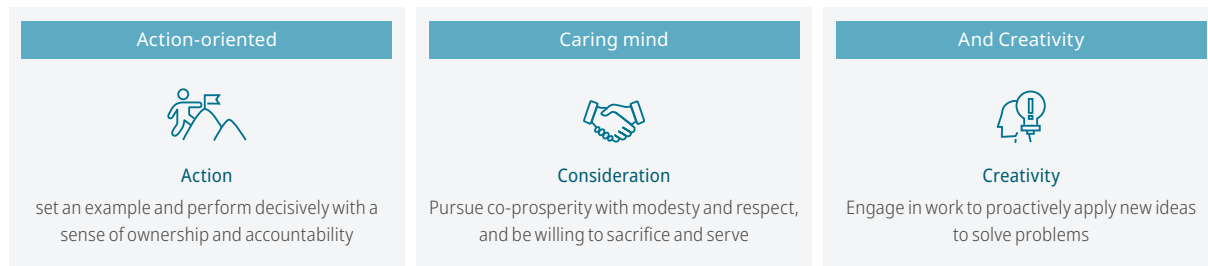 Action-oriented
Action
set an example and perform decisively with a
sense of ownership and accountability
Caring mind
Consideration
Pursue co-prosperity with modesty and respect,
and be willing to sacrifice and serve
And Creativity
Creativity
Engage in work to proactively apply new ideas
to solve problems